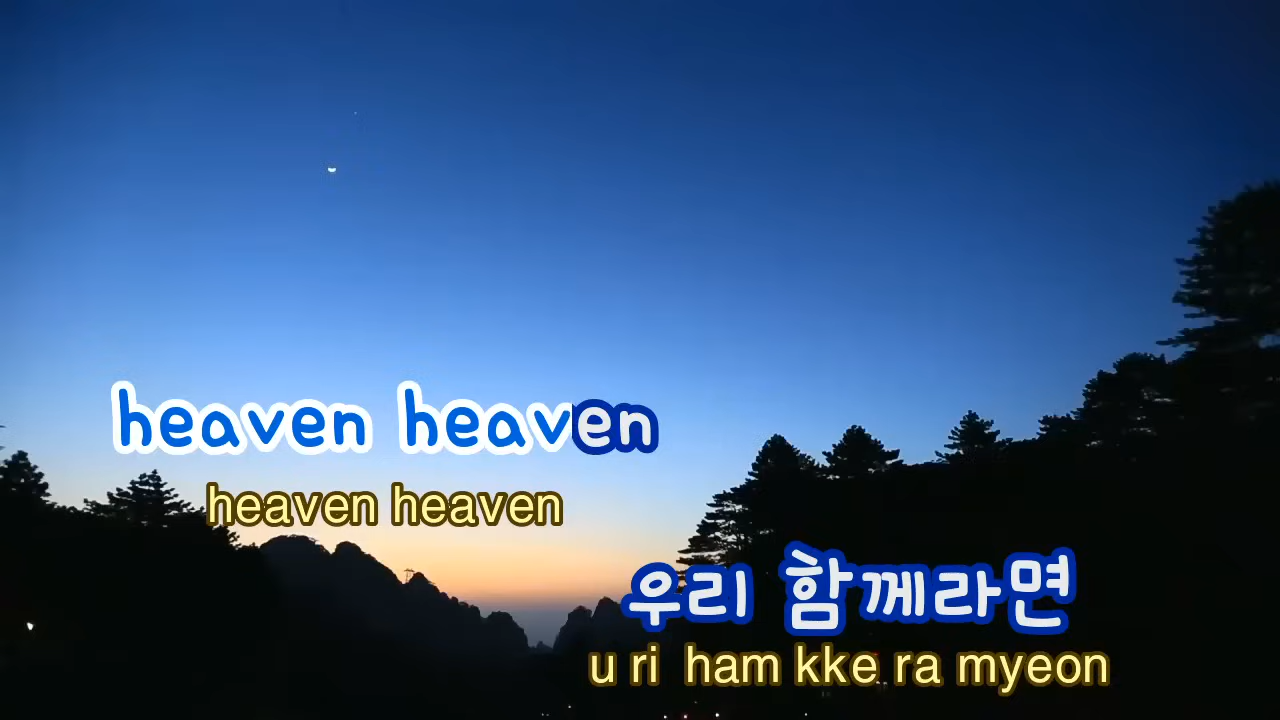 heaven heaven
heaven heaven
우리 함께라면
u ri ham kke ra myeon